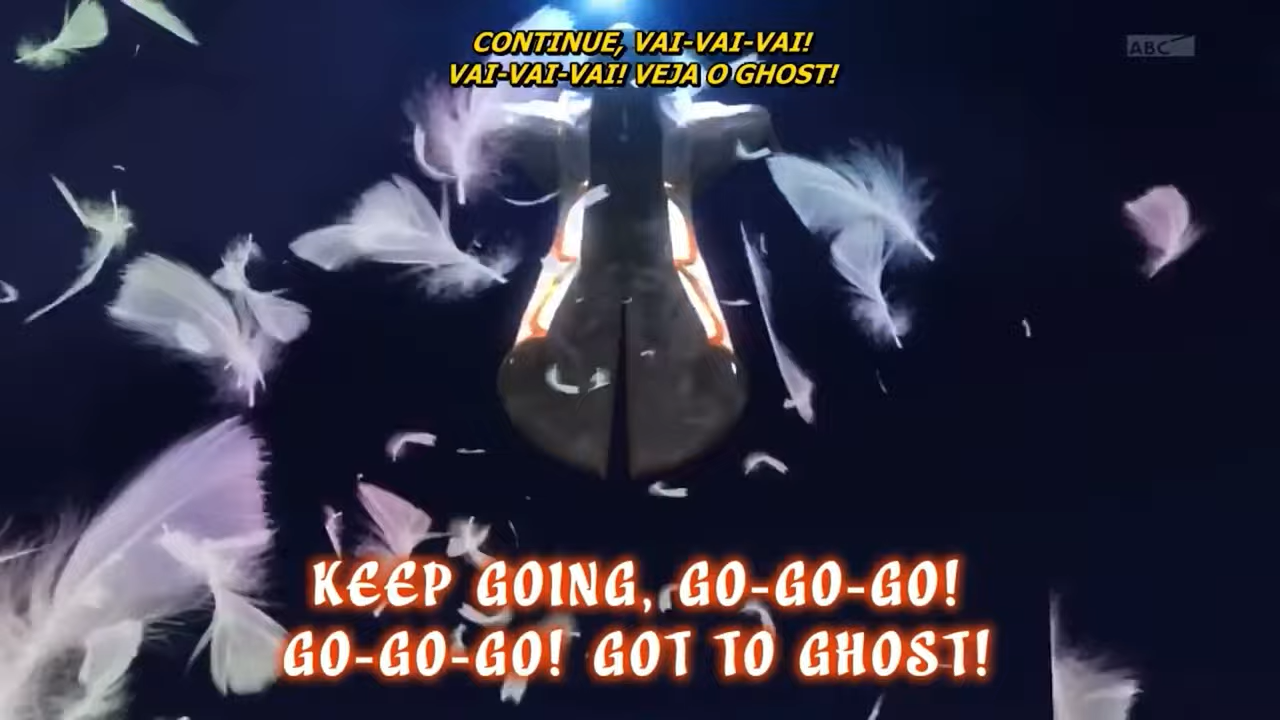 CONTINUE, VAI-VAI-VAI!
VAI-VAI-VAI! VEJA O GHOST!
ABC
KEEP GOING, GO-GO-GO!
GO-GO-GO! GOT TO GHOST!